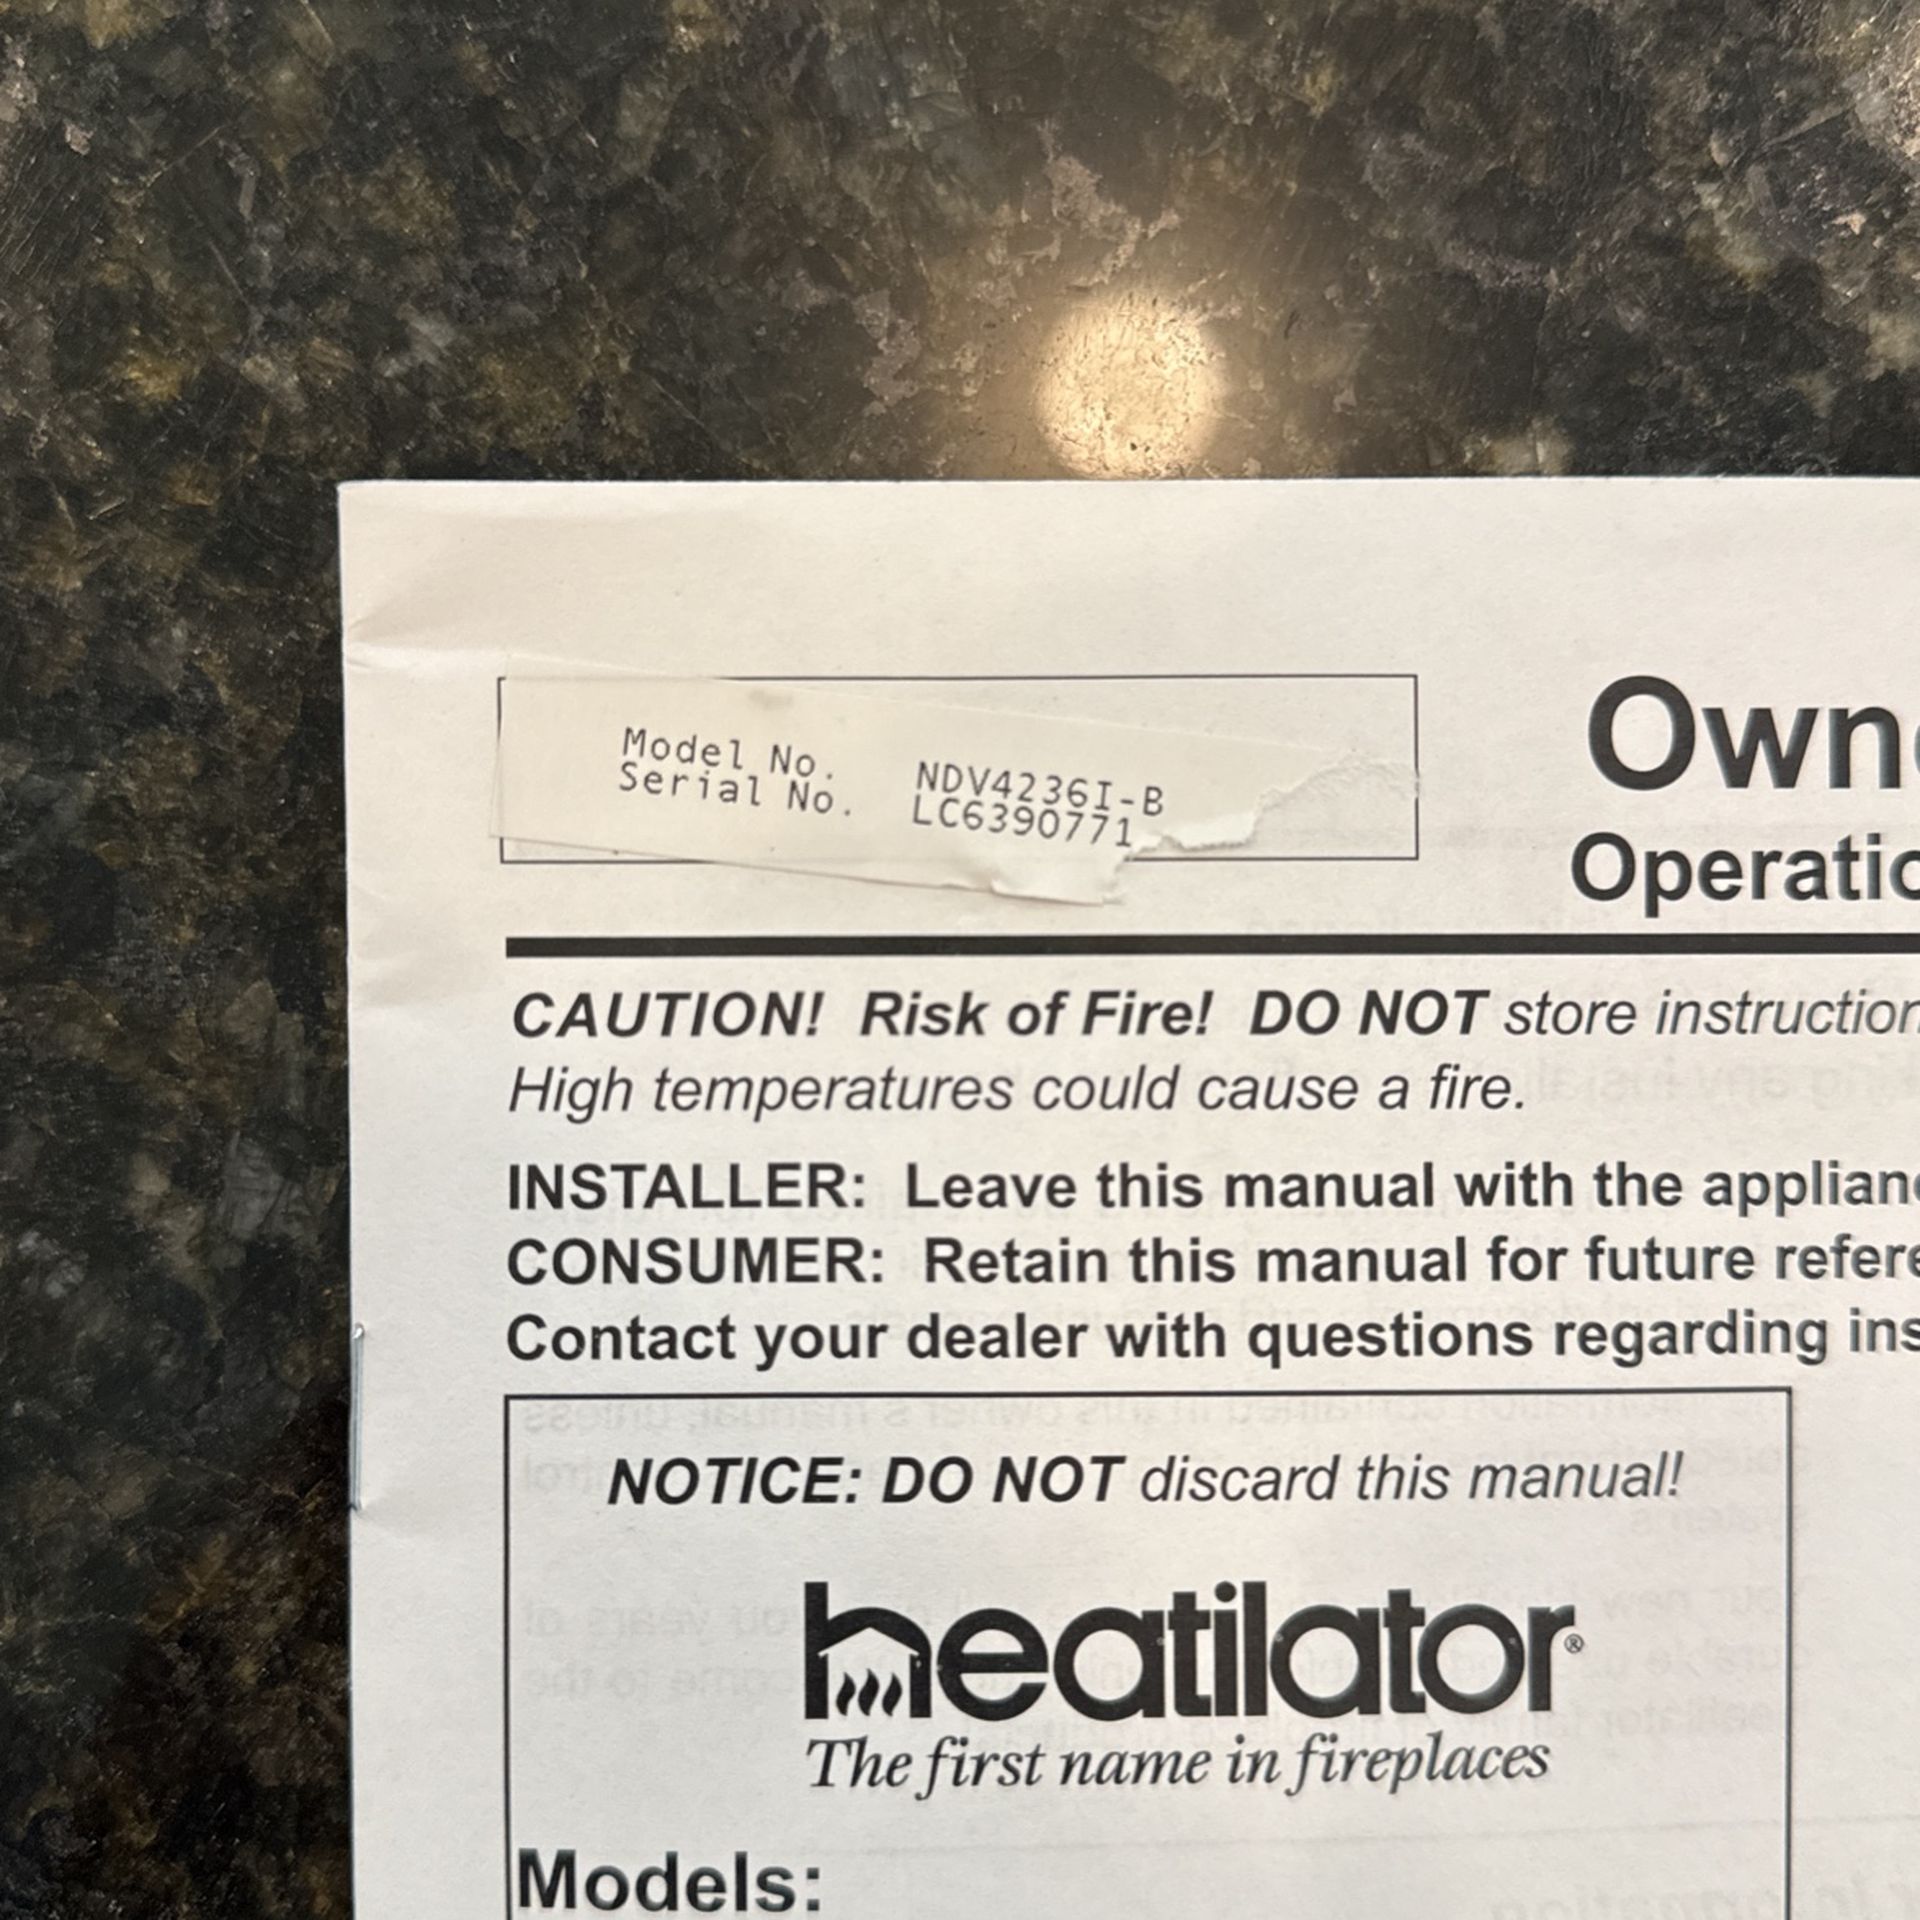 Model No. NDV4236I-B
Serial No. LC6390771
Own
Operatio
CAUTION! Risk of Fire! DO NOT store instruction
High temperatures could cause a fire.
INSTALLER: Leave this manual with the applianc
CONSUMER: Retain this manual for future refere
Contact your dealer with questions regarding ins
NOTICE: DO NOT discard this manual!
heatilator®
The first name in fireplaces
Models: